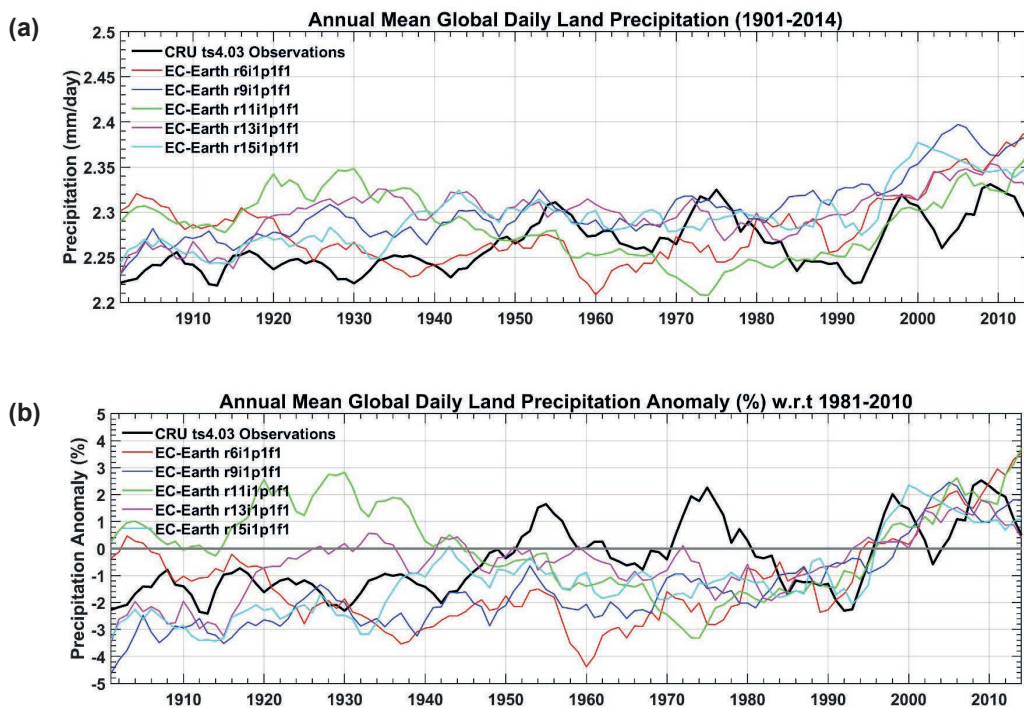 (a)
Annual Mean Global Daily Land Precipitation (1901-2014)
Precipitation (mm/day)
2.5
2.45
2.4
2.35
2.3
2.25
2.2
CRU ts4.03 Observations
EC-Earth r6i1p1f1
EC-Earth r9i1p1f1
EC-Earth r11i1p1f1
EC-Earth r13i1p1f1
EC-Earth r15i1p1f1
1910 1920 1930 1940 1950 1960 1970 1980 1990 2000 2010
(b)
Annual Mean Global Daily Land Precipitation Anomaly (%) w.r.t 1981-2010
Precipitation Anomaly (%)
5
4
3
2
1
0
-1
-2
-3
-4
-5
CRU ts4.03 Observations
EC-Earth r6i1p1f1
EC-Earth r9i1p1f1
EC-Earth r11i1p1f1
EC-Earth r13i1p1f1
EC-Earth r15i1p1f1
1910 1920 1930 1940 1950 1960 1970 1980 1990 2000 2010